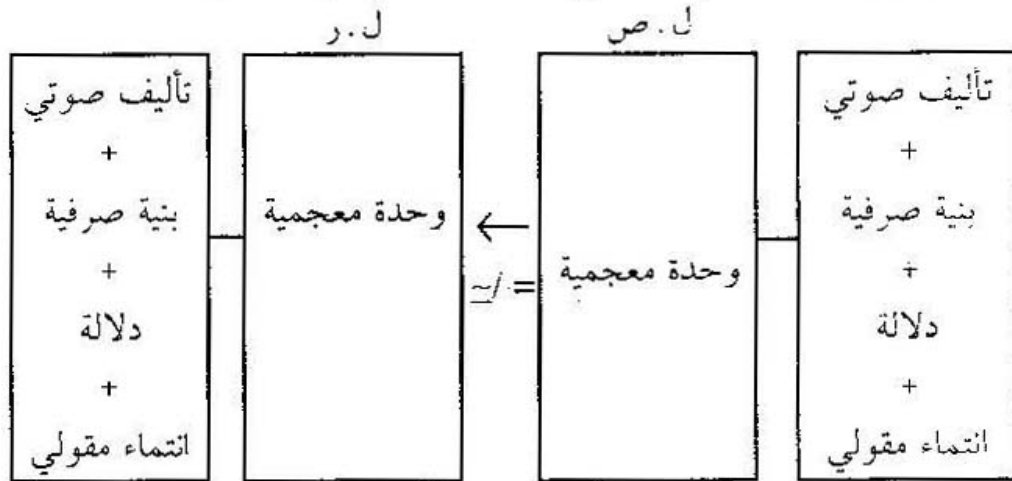 ل.ص
ل.ر
تأليف صوتي
+
بنية صرفية
+
دلالة
+
انتماء مقولي
وحدة معجمية
←
=/≃
وحدة معجمية
تأليف صوتي
+
بنية صرفية
+
دلالة
+
انتماء مقولي